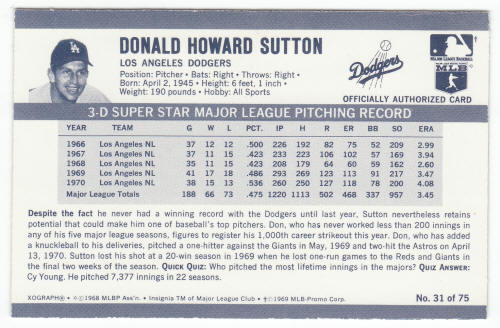 DONALD HOWARD SUTTON
LOS ANGELES DODGERS
Position: Pitcher • Bats: Right • Throws: Right •
Born: April 2, 1945 • Height: 6 feet, 1 inch •
Weight: 190 pounds • Hobby: All Sports
Dodgers
MAJOR LEAGUE BASEBALL
MLB
OFFICIALLY AUTHORIZED CARD
3-D SUPER STAR MAJOR LEAGUE PITCHING RECORD
YEAR TEAM G W L PCT. IP H R ER BB SO ERA
1966 Los Angeles NL 37 12 12 .500 226 192 82 75 52 209 2.99
1967 Los Angeles NL 37 11 15 .423 233 223 106 102 57 169 3.94
1968 Los Angeles NL 35 11 15 .423 208 179 64 60 59 162 2.60
1969 Los Angeles NL 41 17 18 .486 293 269 123 113 91 217 3.47
1970 Los Angeles NL 38 15 13 .536 260 250 127 118 78 200 4.08
Major League Totals 188 66 73 .475 1220 1113 502 468 337 957 3.45
Despite the fact he never had a winning record with the Dodgers until last year, Sutton nevertheless retains
potential that could make him one of baseball's top pitchers. Don, who has never worked less than 200 innings in
any of his five major league seasons, figures to register his 1,000th career strikeout this year. Don, who has added a
knuckleball to his deliveries, pitched a one-hitter against the Giants in May, 1969 and two-hit the Astros on April
13, 1970. Sutton lost his shot at a 20-win season in 1969 when he lost one-run games to the Reds and Giants in
the final two weeks of the season. QUICK QUIZ: Who pitched the most lifetime innings in the majors? QUIZ ANSWER:
Cy Young. He pitched 7,377 innings in 22 seasons.
XOGRAPH® • ©1968 MLBP Ass'n. • Insignia TM of Major League Club • †©1969 MLB-Promo Corp. No. 31 of 75